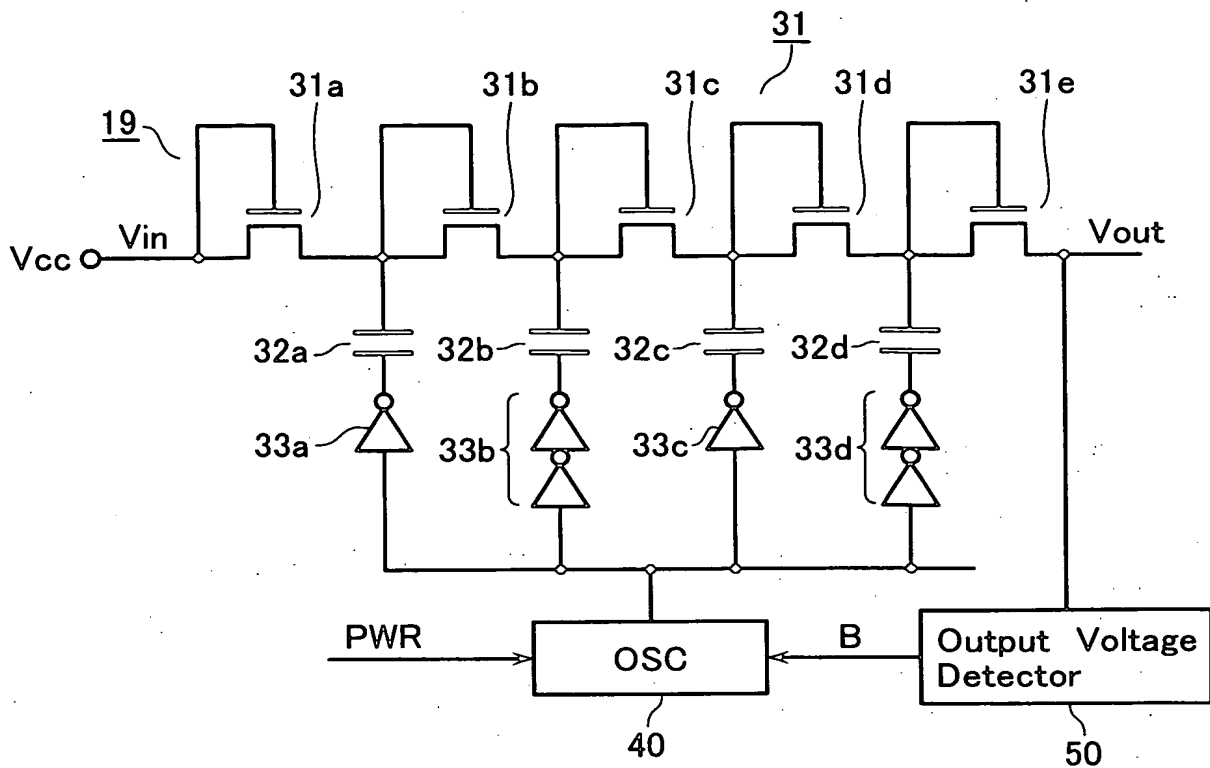 31
31a
31b
31c
31d
31e
19
Vin
Vcc
Vout
32a
32b
32c
32d
33a
33b
33c
33d
PWR
OSC
B
Output Voltage
Detector
40
50